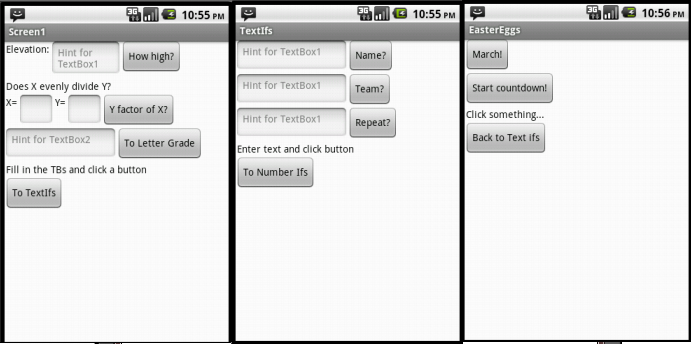 3G 10:55 PM
Screen1
Elevation: Hint for TextBox1 How high?
Does X evenly divide Y?
X= Y= Y factor of X?
Hint for TextBox2 To Letter Grade
Fill in the TBs and click a button
To TextIfs
3G 10:55 PM
TextIfs
Hint for TextBox1 Name?
Hint for TextBox1 Team?
Hint for TextBox1 Repeat?
Enter text and click button
To Number Ifs
3G 10:56 PM
EasterEggs
March!
Start countdown!
Click something...
Back to Text ifs